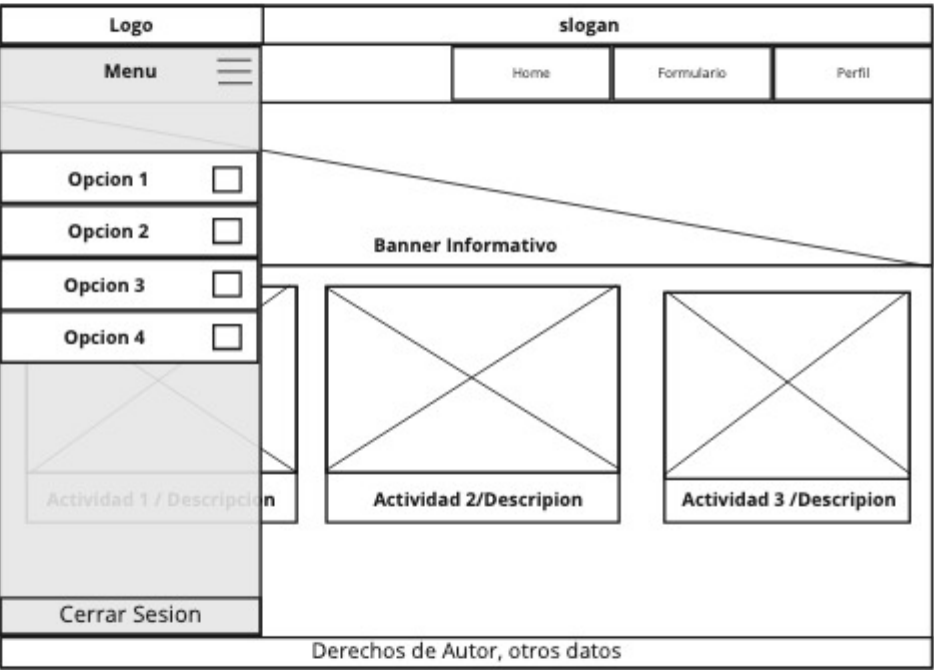 Logo
slogan
Menu
Home
Formulario
Perfil
Opcion 1
Opcion 2
Banner Informativo
Opcion 3
Opcion 4
Actividad 1 / Descripcion
Actividad 2/Descripion
Actividad 3 /Descripion
Cerrar Sesion
Derechos de Autor, otros datos